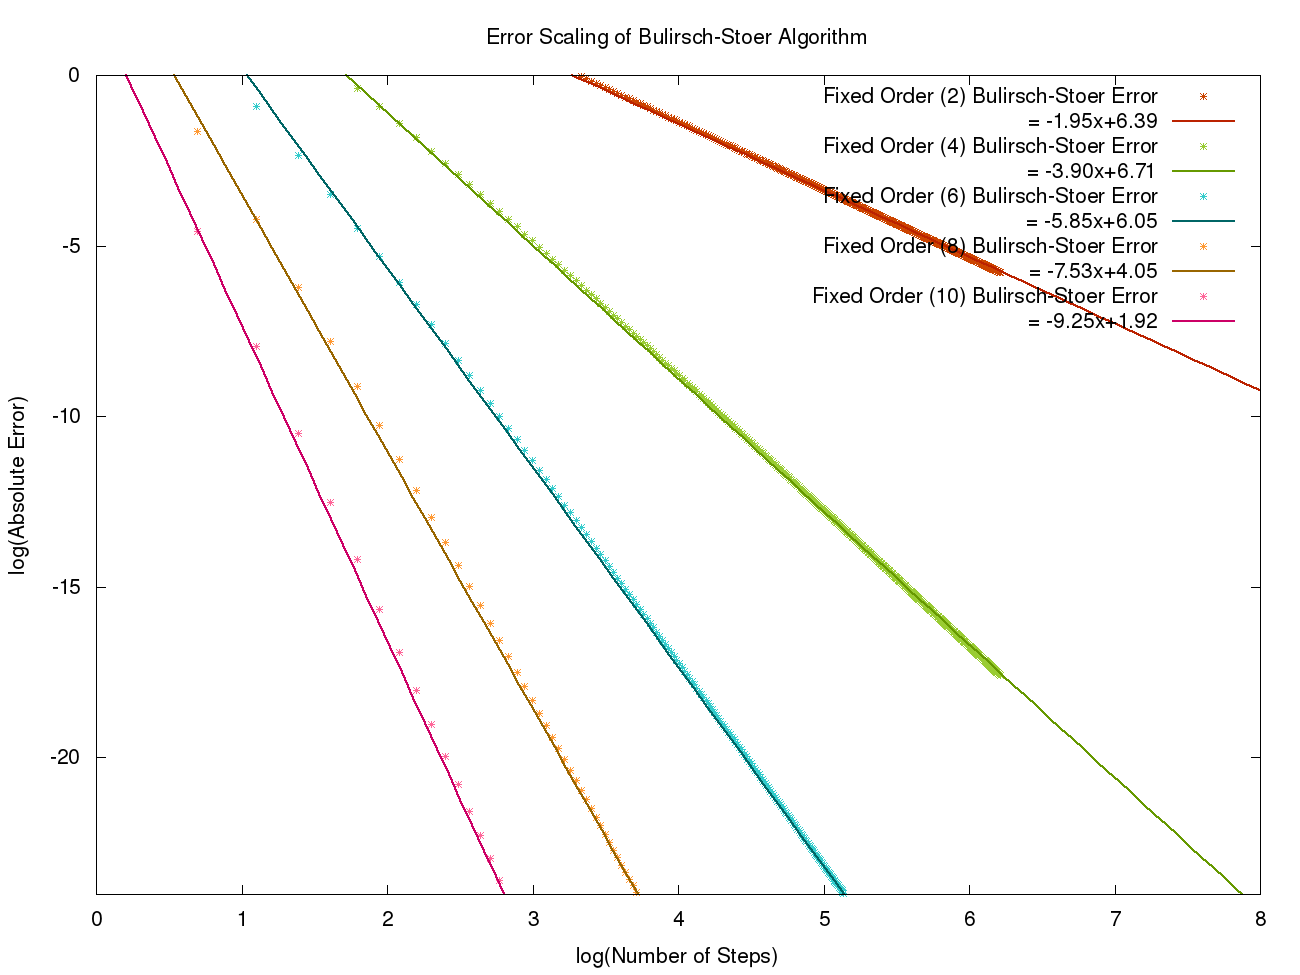 Error Scaling of Bulirsch-Stoer Algorithm
0
Fixed Order (2) Bulirsch-Stoer Error
= -1.95x+6.39
Fixed Order (4) Bulirsch-Stoer Error
= -3.90x+6.71
Fixed Order (6) Bulirsch-Stoer Error
= -5.85x+6.05
Fixed Order (8) Bulirsch-Stoer Error
= -7.53x+4.05
Fixed Order (10) Bulirsch-Stoer Error
= -9.25x+1.92
-5
-10
-15
-20
log(Absolute Error)
0 1 2 3 4 5 6 7 8
log(Number of Steps)